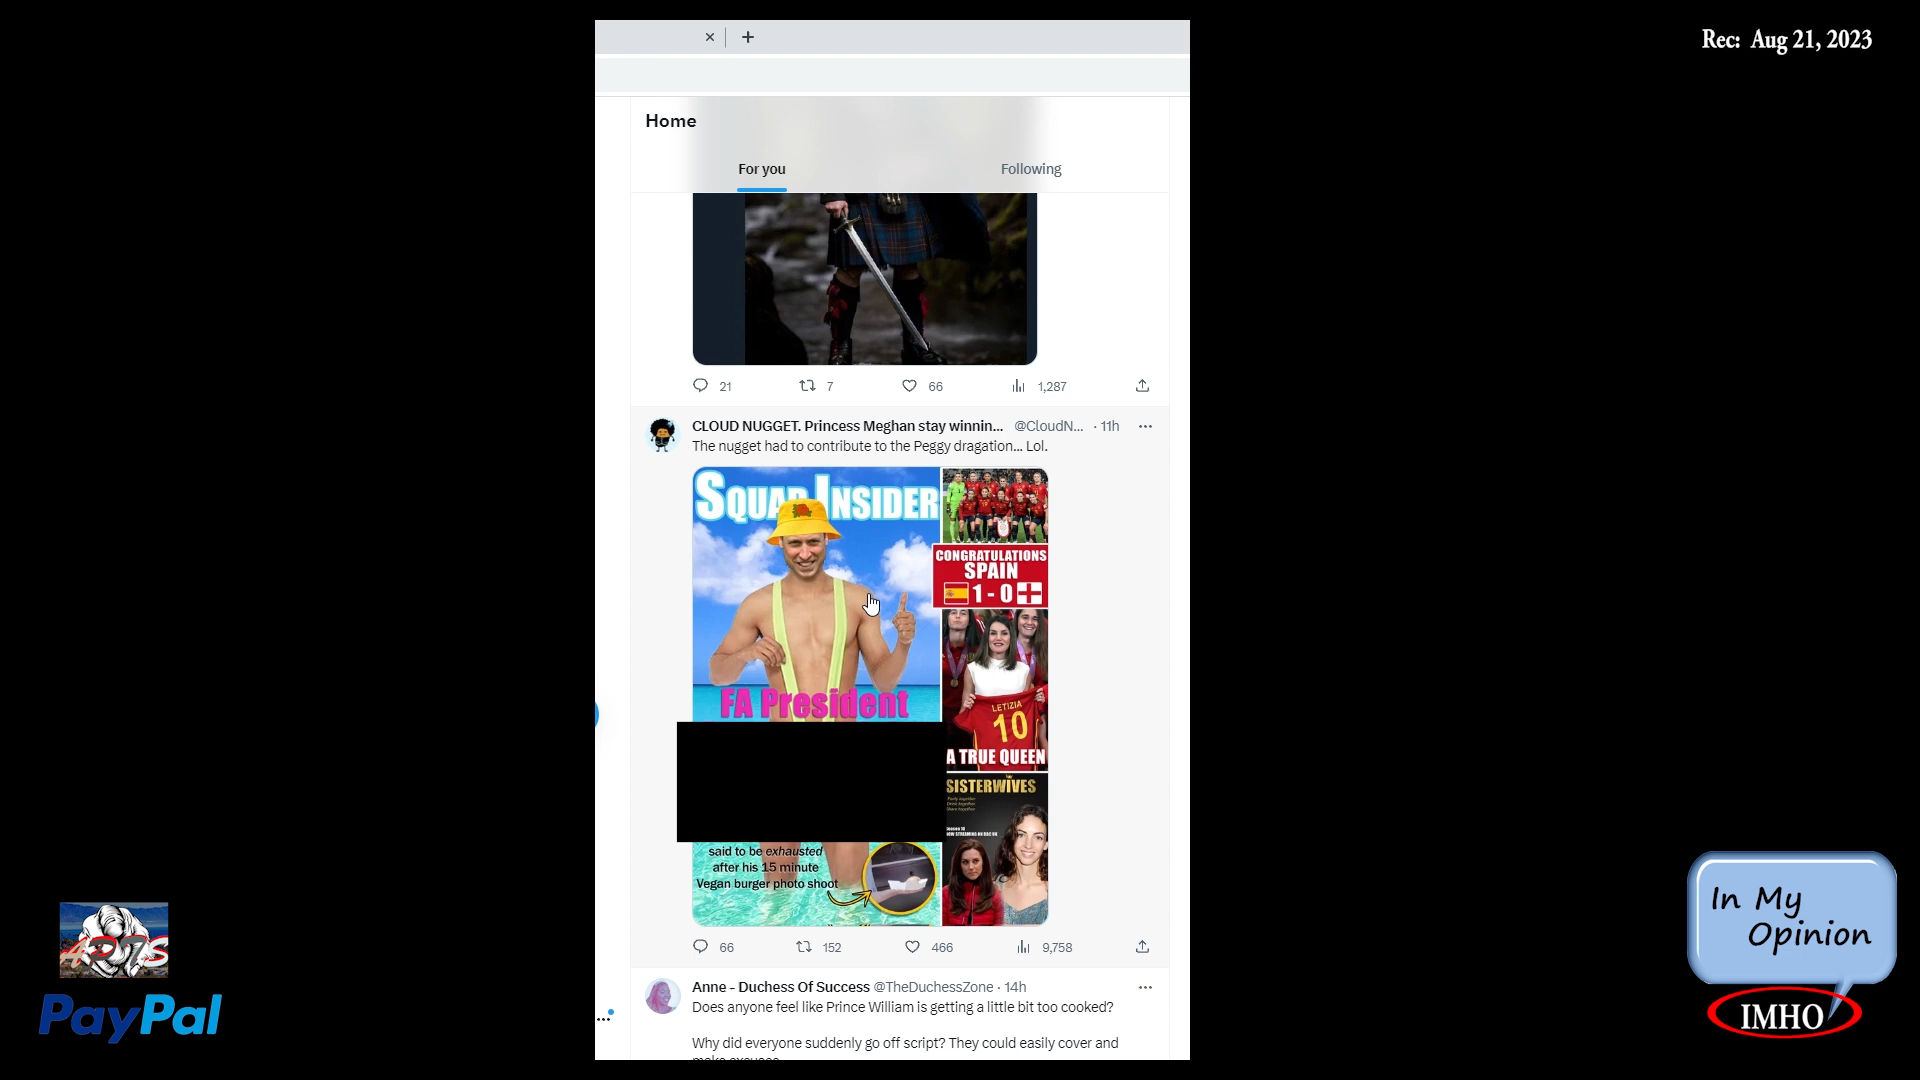 Rec: Aug 21, 2023
Home
For you
Following
21
7
66
1,287
CLOUD NUGGET. Princess Meghan stay winnin... @CloudN... · 11h
The nugget had to contribute to the Peggy dragation... Lol.
SQUAD INSIDER
CONGRATULATIONS
SPAIN
1 - 0
FA President
LETIZIA
10
A TRUE QUEEN
SISTERWIVES
said to be exhausted
after his 15 minute
Vegan burger photo shoot
66
152
466
9,758
Anne - Duchess Of Success @TheDuchessZone · 14h
Does anyone feel like Prince William is getting a little bit too cooked?
Why did everyone suddenly go off script? They could easily cover and
PayPal
In My
Opinion
IMHO